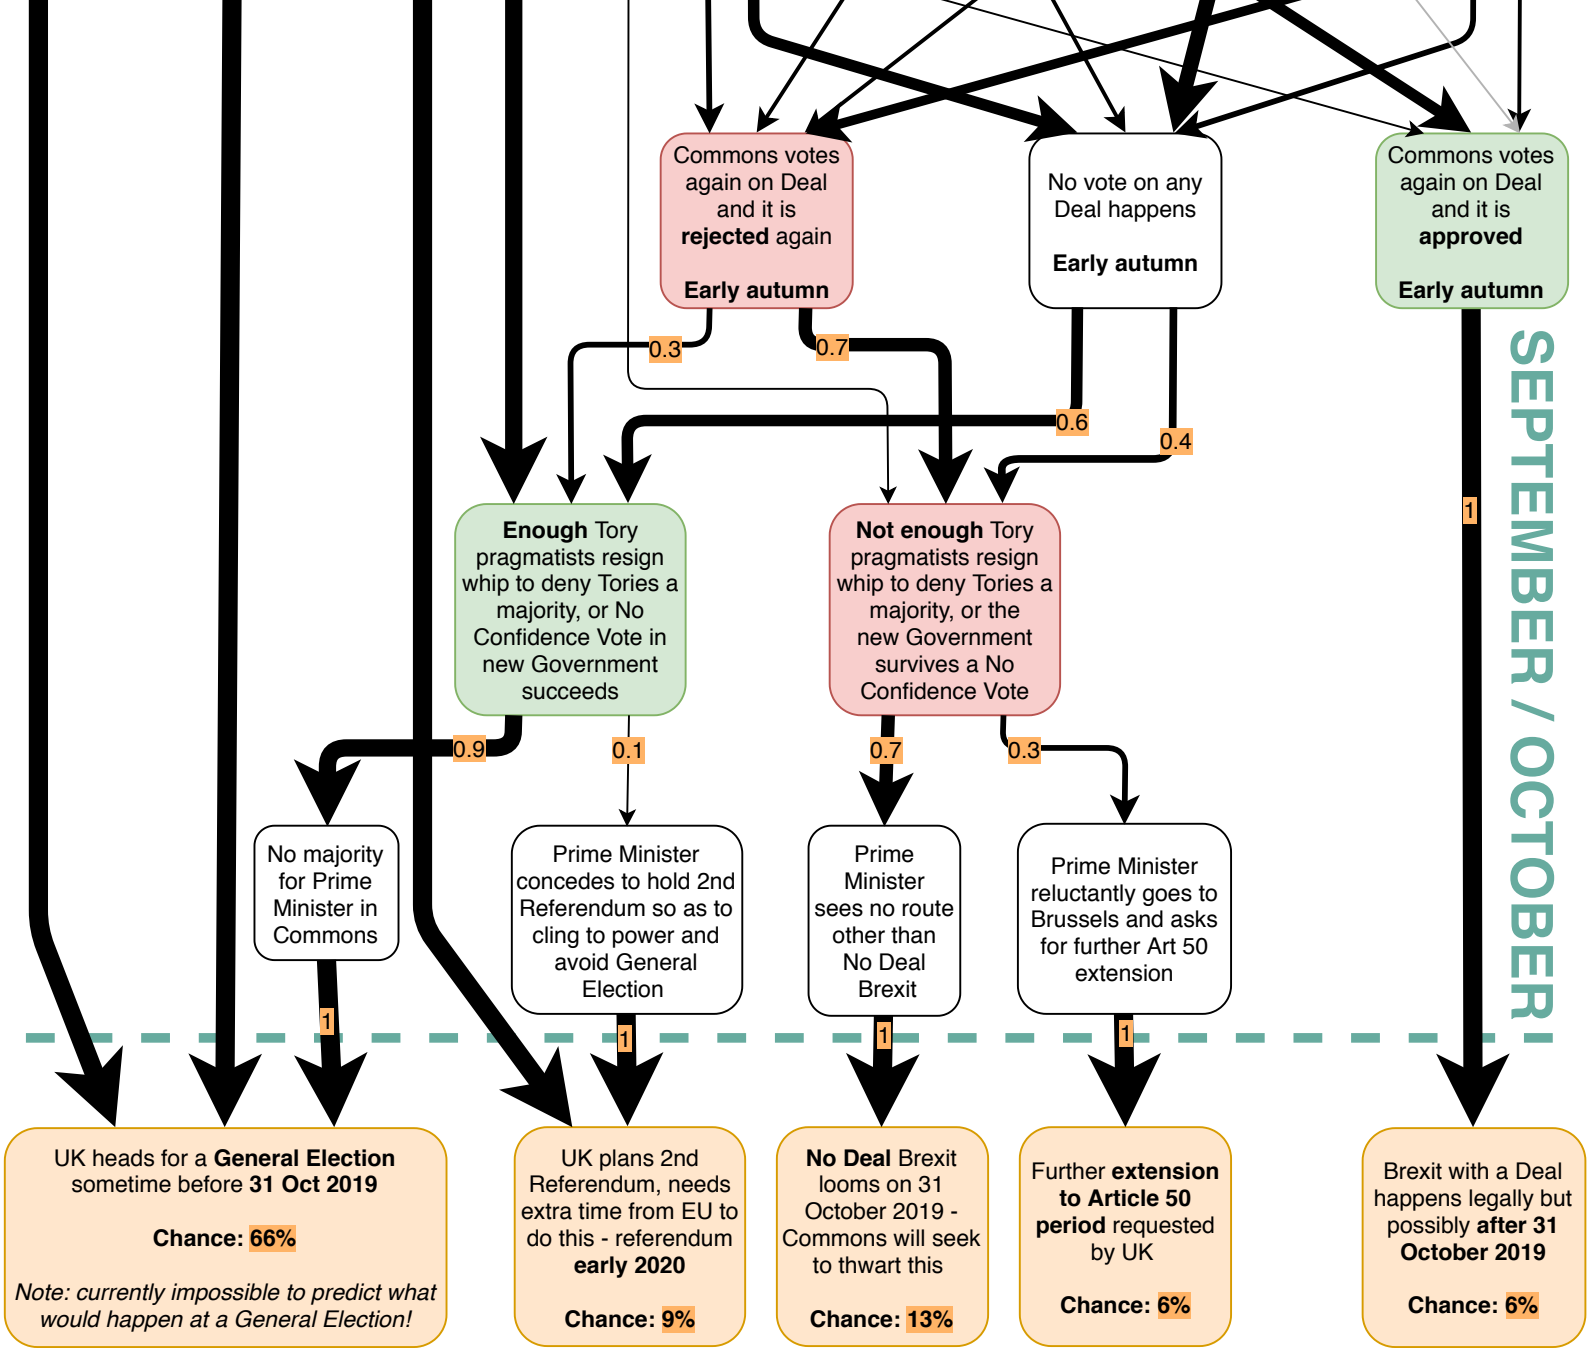 Commons votes
again on Deal
and it is
rejected again
Early autumn
No vote on any
Deal happens
Early autumn
Commons votes
again on Deal
and it is
approved
Early autumn
0.3
0.7
0.6
0.4
1
SEPTEMBER / OCTOBER
Enough Tory
pragmatists resign
whip to deny Tories a
majority, or No
Confidence Vote in
new Government
succeeds
Not enough Tory
pragmatists resign
whip to deny Tories a
majority, or the
new Government
survives a No
Confidence Vote
0.9
0.1
0.7
0.3
No majority
for Prime
Minister in
Commons
Prime Minister
concedes to hold 2nd
Referendum so as to
cling to power and
avoid General
Election
Prime
Minister
sees no route
other than
No Deal
Brexit
Prime Minister
reluctantly goes to
Brussels and asks
for further Art 50
extension
1
1
1
1
UK heads for a General Election
sometime before 31 Oct 2019
Chance: 66%
Note: currently impossible to predict what
would happen at a General Election!
UK plans 2nd
Referendum, needs
extra time from EU to
do this - referendum
early 2020
Chance: 9%
No Deal Brexit
looms on 31
October 2019 -
Commons will seek
to thwart this
Chance: 13%
Further extension
to Article 50
period requested
by UK
Chance: 6%
Brexit with a Deal
happens legally but
possibly after 31
October 2019
Chance: 6%